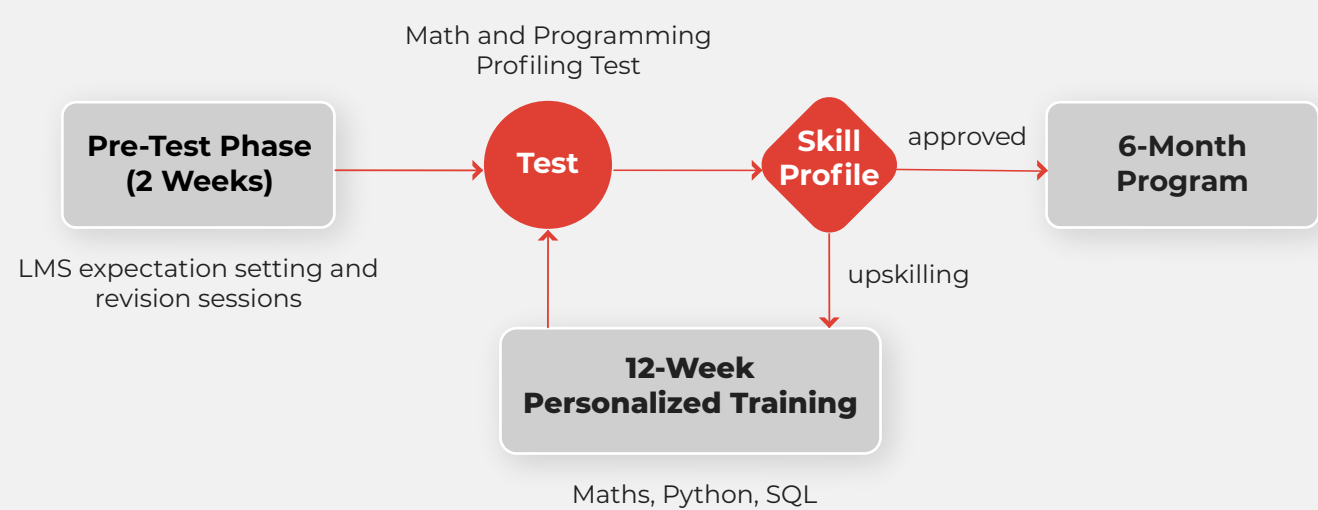 Math and Programming
Profiling Test
Pre-Test Phase
(2 Weeks)
Test
Skill
Profile
approved
6-Month
Program
LMS expectation setting and
revision sessions
upskilling
12-Week
Personalized Training
Maths, Python, SQL